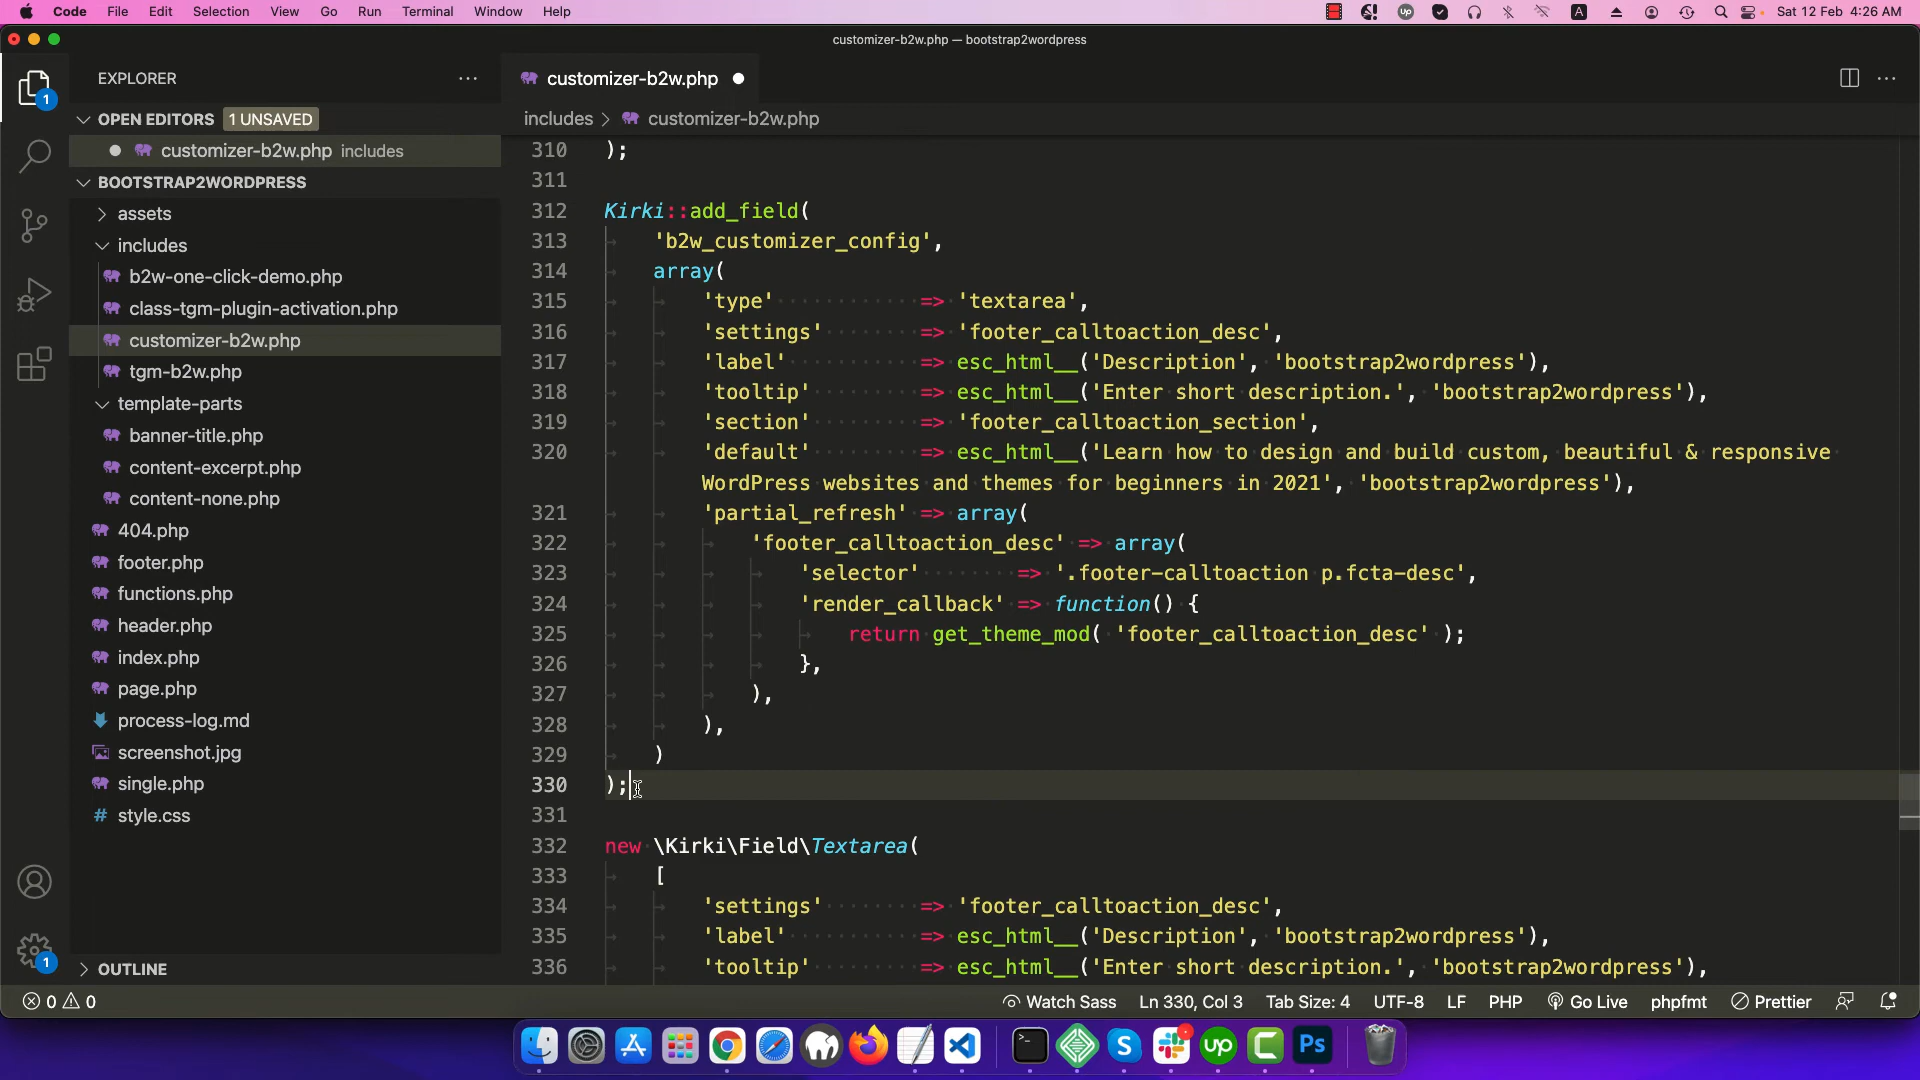 Code File Edit Selection View Go Run Terminal Window Help
Sat 12 Feb 4:26 AM
customizer-b2w.php — bootstrap2wordpress
EXPLORER
1
OPEN EDITORS 1 UNSAVED
customizer-b2w.php includes
BOOTSTRAP2WORDPRESS
assets
includes
b2w-one-click-demo.php
class-tgm-plugin-activation.php
customizer-b2w.php
tgm-b2w.php
template-parts
banner-title.php
content-excerpt.php
content-none.php
404.php
footer.php
functions.php
header.php
index.php
page.php
process-log.md
screenshot.jpg
single.php
# style.css
OUTLINE
1
customizer-b2w.php
includes > customizer-b2w.php
310 );
311
312 Kirki::add_field(
313 'b2w_customizer_config',
314 array(
315 'type' => 'textarea',
316 'settings' => 'footer_calltoaction_desc',
317 'label' => esc_html__('Description', 'bootstrap2wordpress'),
318 'tooltip' => esc_html__('Enter short description.', 'bootstrap2wordpress'),
319 'section' => 'footer_calltoaction_section',
320 'default' => esc_html__('Learn how to design and build custom, beautiful & responsive
WordPress websites and themes for beginners in 2021', 'bootstrap2wordpress'),
321 'partial_refresh' => array(
322 'footer_calltoaction_desc' => array(
323 'selector' => '.footer-calltoaction p.fcta-desc',
324 'render_callback' => function() {
325 return get_theme_mod( 'footer_calltoaction_desc' );
326 },
327 ),
328 ),
329 )
330 );
331
332 new \Kirki\Field\Textarea(
333 [
334 'settings' => 'footer_calltoaction_desc',
335 'label' => esc_html__('Description', 'bootstrap2wordpress'),
336 'tooltip' => esc_html__('Enter short description.', 'bootstrap2wordpress'),
0 0 Watch Sass Ln 330, Col 3 Tab Size: 4 UTF-8 LF PHP Go Live phpfmt Prettier
up Ps